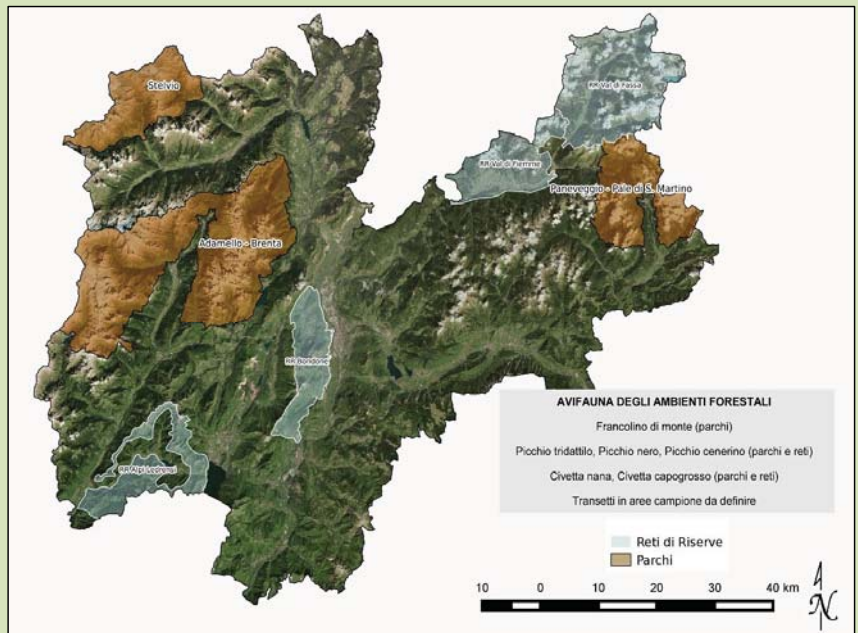 Stelvio
RR Val di Fassa
RR Val di Fiemme
Paneveggio - Pale di S. Martino
Adamello - Brenta
RR Bondone
RR Alpi Ledrensi
AVIFAUNA DEGLI AMBIENTI FORESTALI
Francolino di monte (parchi)
Picchio tridattilo, Picchio nero, Picchio cenerino (parchi e reti)
Civetta nana, Civetta capogrosso (parchi e reti)
Transetti in aree campione da definire
Reti di Riserve
Parchi
10 0 10 20 30 40 km
N